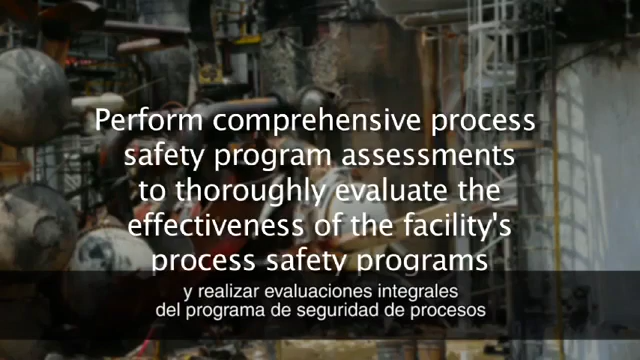 Perform comprehensive process
safety program assessments
to thoroughly evaluate the
effectiveness of the facility's
process safety programs
y realizar evaluaciones integrales
del programa de seguridad de procesos